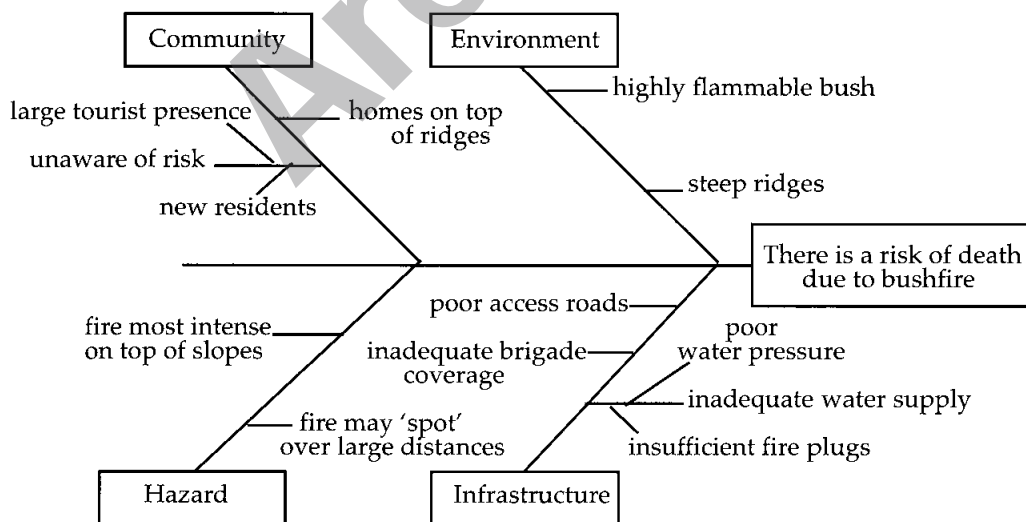 Community
Environment
highly flammable bush
large tourist presence
homes on top
of ridges
unaware of risk
new residents
steep ridges
There is a risk of death
due to bushfire
poor access roads
fire most intense
on top of slopes
inadequate brigade
coverage
poor
water pressure
inadequate water supply
fire may 'spot'
over large distances
insufficient fire plugs
Hazard
Infrastructure